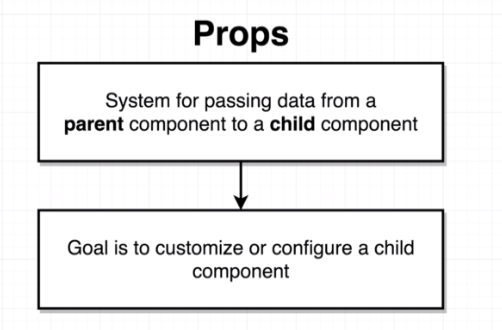 Props
System for passing data from a
parent component to a child component
Goal is to customize or configure a child
component